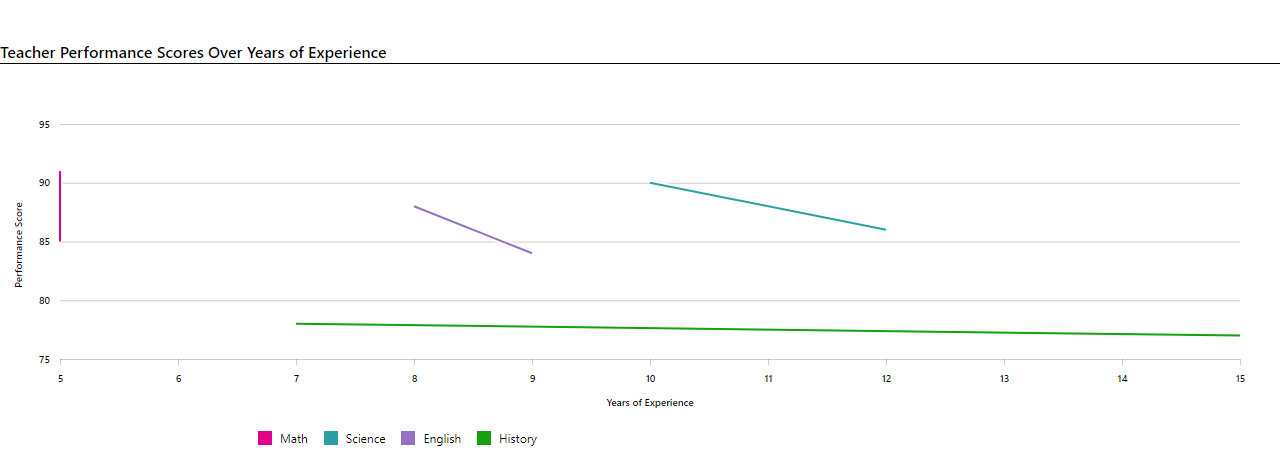 Teacher Performance Scores Over Years of Experience
95
90
85
80
75
Performance Score
5 6 7 8 9 10 11 12 13 14 15
Years of Experience
Math Science English History